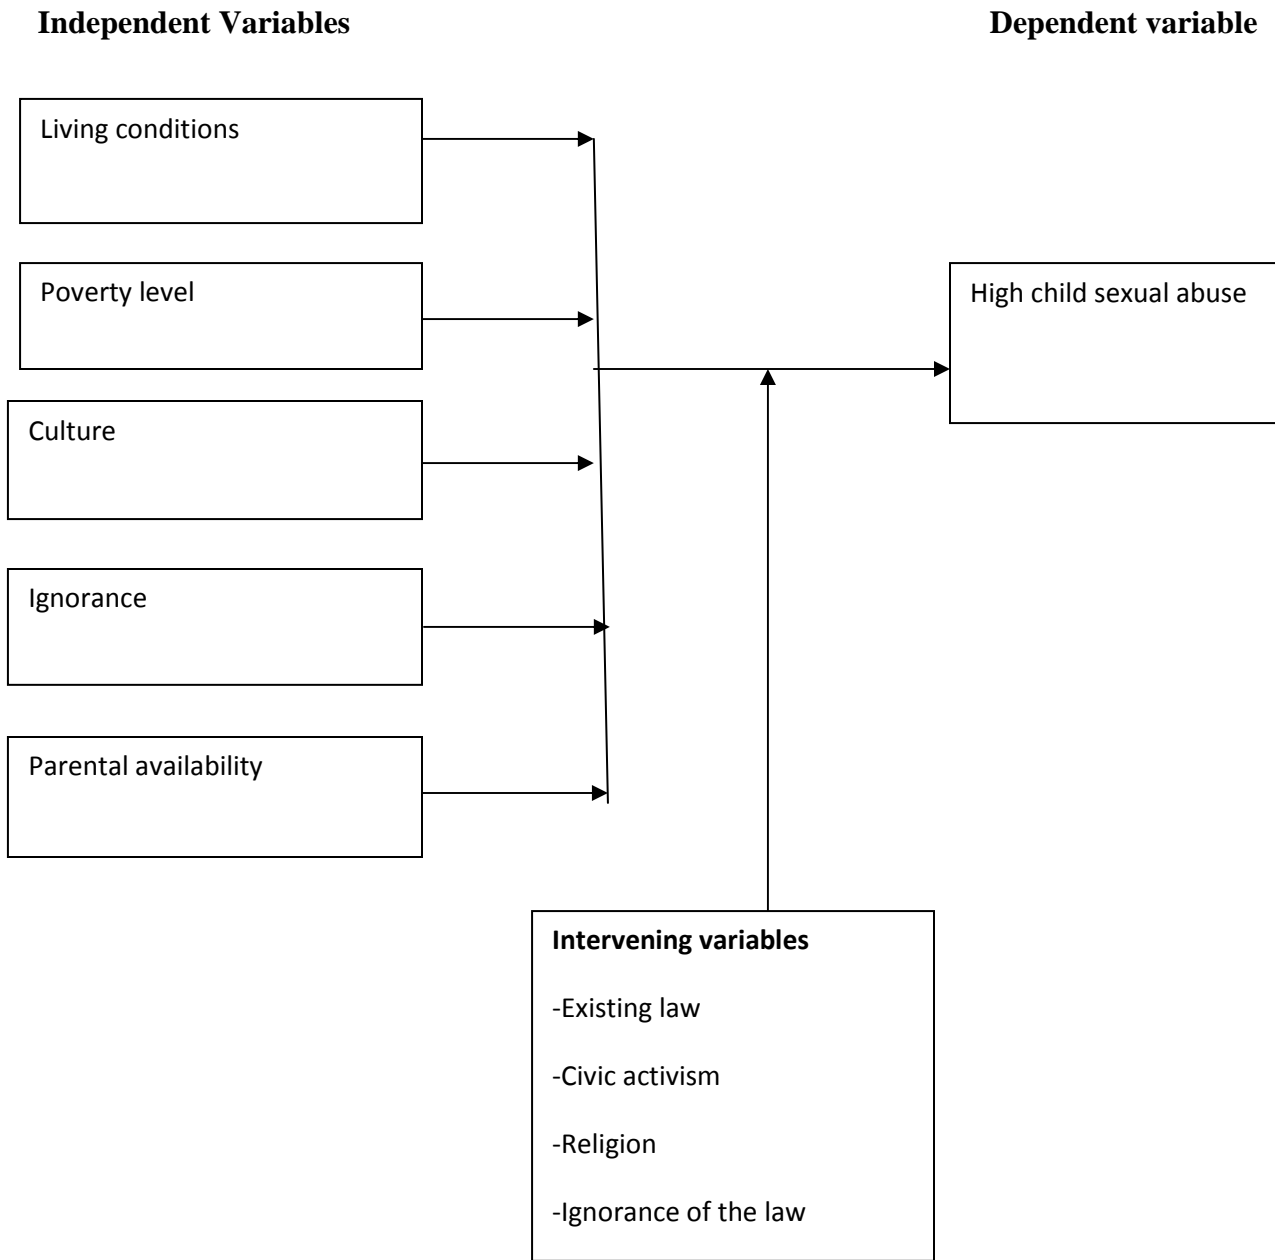 Independent Variables
Dependent variable
Living conditions
Poverty level
High child sexual abuse
Culture
Ignorance
Parental availability
Intervening variables
-Existing law
-Civic activism
-Religion
-Ignorance of the law